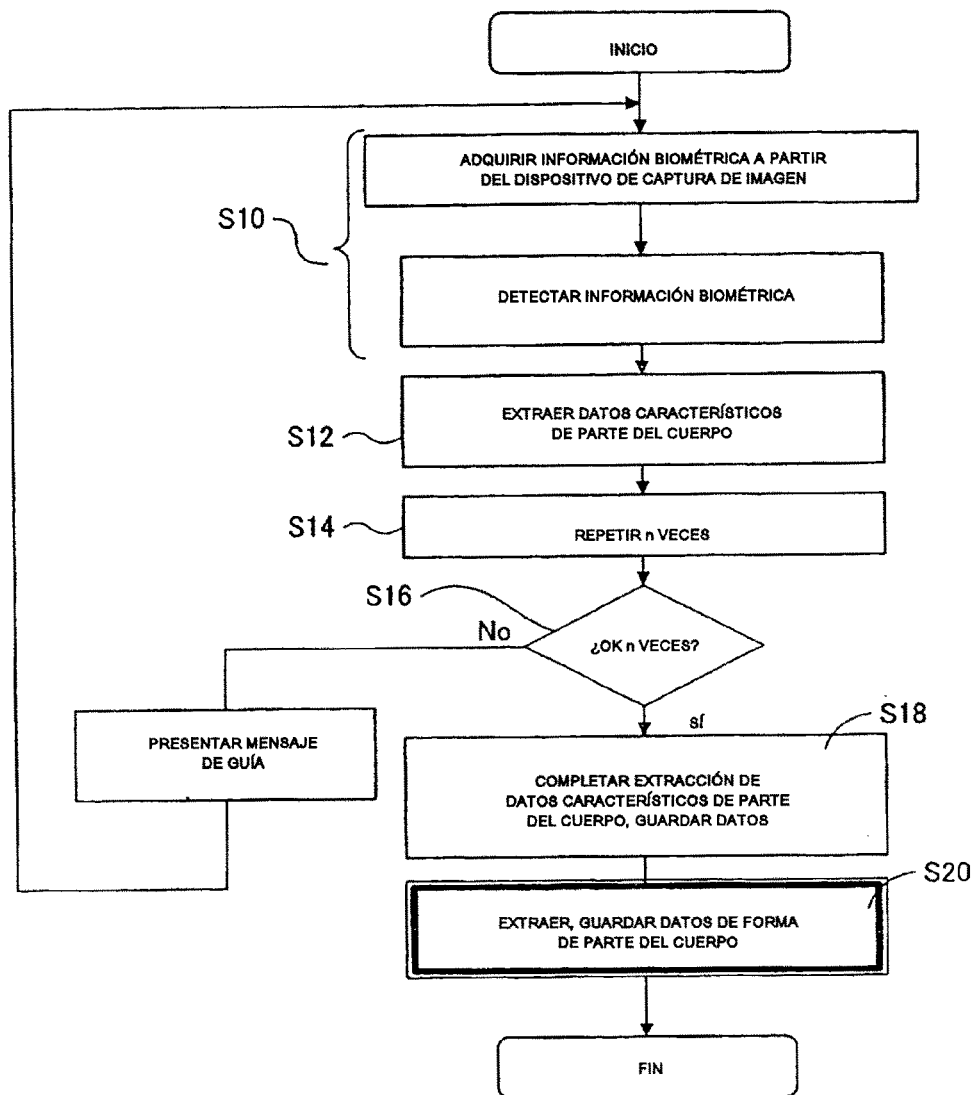 INICIO
ADQUIRIR INFORMACIÓN BIOMÉTRICA A PARTIR
DEL DISPOSITIVO DE CAPTURA DE IMAGEN
S10
DETECTAR INFORMACIÓN BIOMÉTRICA
EXTRAER DATOS CARACTERÍSTICOS
DE PARTE DEL CUERPO
S12
S14
REPETIR n VECES
S16
No
¿OK n VECES?
sí
S18
PRESENTAR MENSAJE
DE GUÍA
COMPLETAR EXTRACCIÓN DE
DATOS CARACTERÍSTICOS DE PARTE
DEL CUERPO, GUARDAR DATOS
S20
EXTRAER, GUARDAR DATOS DE FORMA
DE PARTE DEL CUERPO
FIN